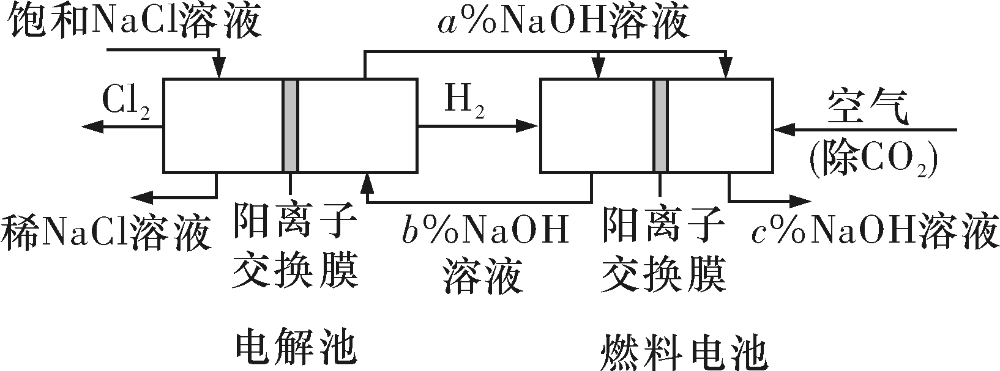 饱和NaCl溶液
a%NaOH溶液
Cl₂
H₂
空气
(除CO₂)
稀NaCl溶液
阳离子
交换膜
b%NaOH
溶液
阳离子
交换膜
c%NaOH溶液
电解池
燃料电池